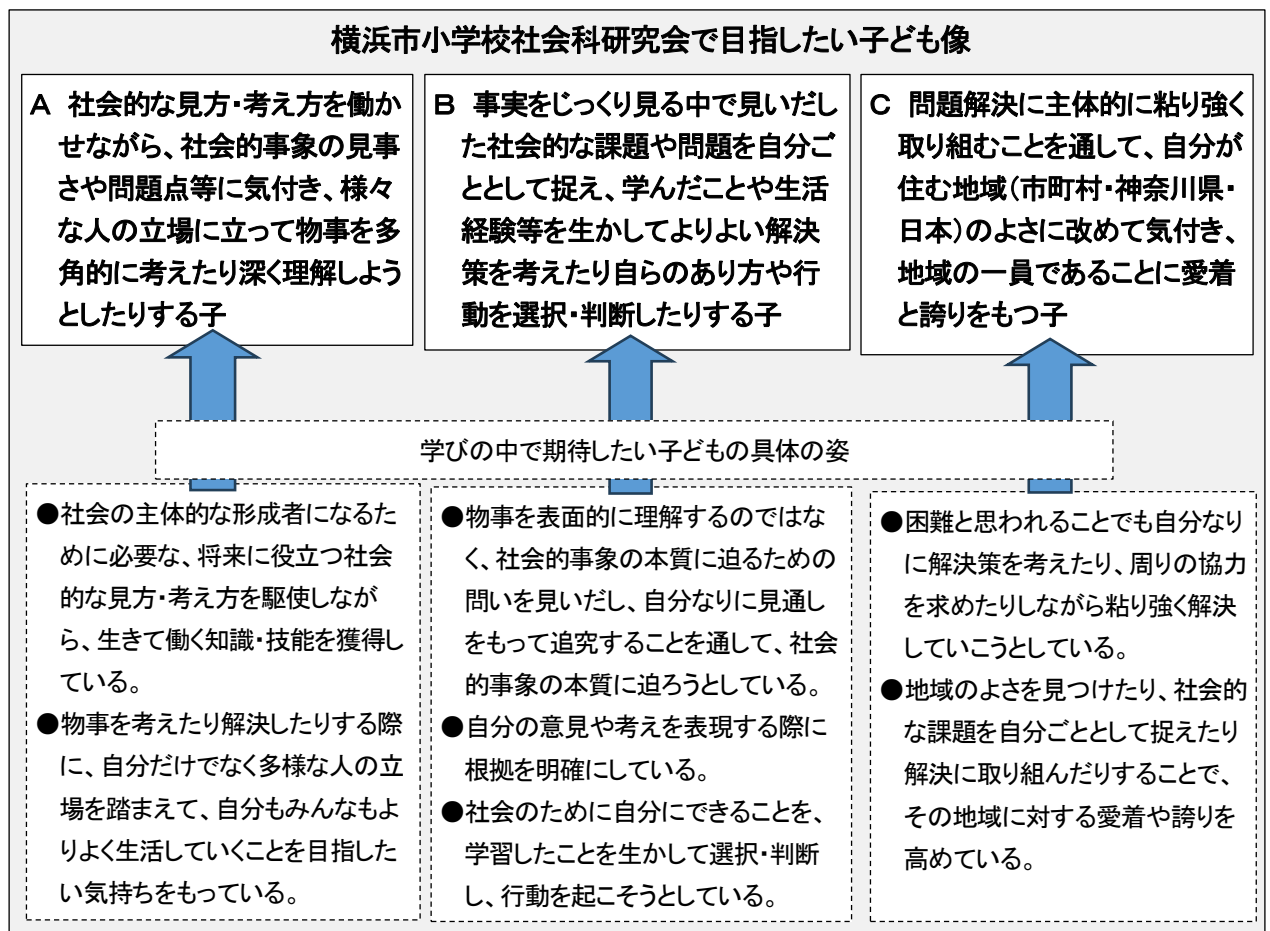 横浜市小学校社会科研究会で目指したい子ども像
A 社会的な見方・考え方を働か
せながら、社会的事象の見事
さや問題点等に気付き、様々
な人の立場に立って物事を多
角的に考えたり深く理解しよう
としたりする子
B 事実をじっくり見る中で見いだし
た社会的な課題や問題を自分ご
ととして捉え、学んだことや生活
経験等を生かしてよりよい解決
策を考えたり自らのあり方や行
動を選択・判断したりする子
C 問題解決に主体的に粘り強く
取り組むことを通して、自分が
住む地域（市町村・神奈川県・
日本）のよさに改めて気付き、
地域の一員であることに愛着
と誇りをもつ子
学びの中で期待したい子どもの具体の姿
●社会の主体的な形成者になるた
めに必要な、将来に役立つ社会
的な見方・考え方を駆使しなが
ら、生きて働く知識・技能を獲得し
ている。
●物事を考えたり解決したりする際
に、自分だけでなく多様な人の立
場を踏まえて、自分もみんなもよ
りよく生活していくことを目指した
い気持ちをもっている。
●物事を表面的に理解するのではな
く、社会的事象の本質に迫るための
問いを見いだし、自分なりに見通し
をもって追究することを通して、社会
的事象の本質に迫ろうとしている。
●自分の意見や考えを表現する際に
根拠を明確にしている。
●社会のために自分にできることを、
学習したことを生かして選択・判断
し、行動を起こそうとしている。
●困難と思われることでも自分なり
に解決策を考えたり、周りの協力
を求めたりしながら粘り強く解決
していこうとしている。
●地域のよさを見つけたり、社会的
な課題を自分ごととして捉えたり
解決に取り組んだりすることで、
その地域に対する愛着や誇りを
高めている。